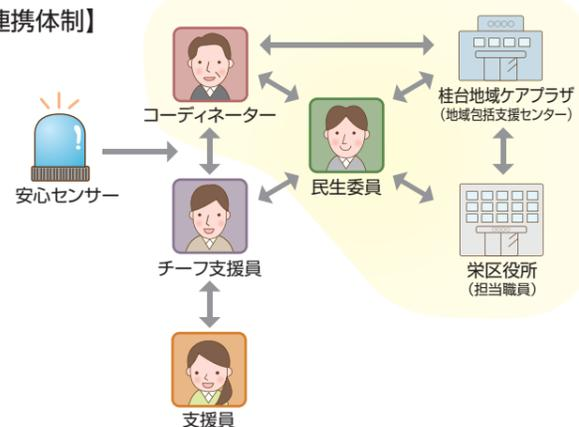 連携体制】
コーディネーター
桂台地域ケアプラザ
（地域包括支援センター）
安心センサー
民生委員
チーフ支援員
栄区役所
（担当職員）
支援員